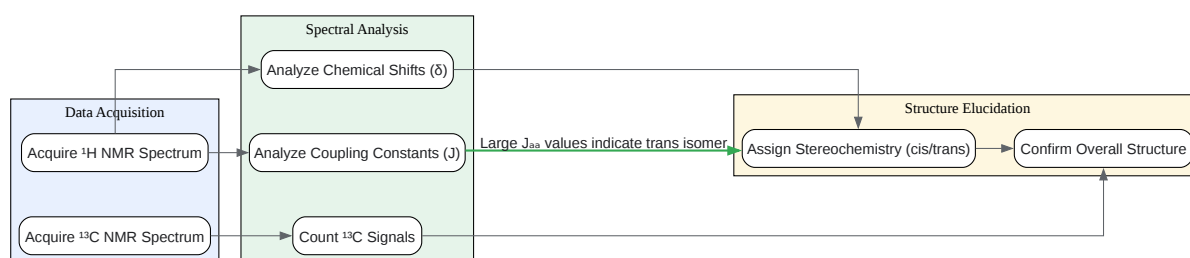 Spectral Analysis
Analyze Chemical Shifts (δ)
Data Acquisition
Structure Elucidation
Acquire ¹H NMR Spectrum
Analyze Coupling Constants (J)
Large Jₐₐ values indicate trans isomer
Assign Stereochemistry (cis/trans)
Confirm Overall Structure
Acquire ¹³C NMR Spectrum
Count ¹³C Signals